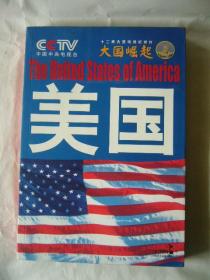 CCTV
中国中央电视台
十二集大型电视纪录片
大国崛起
The United States of America
美国